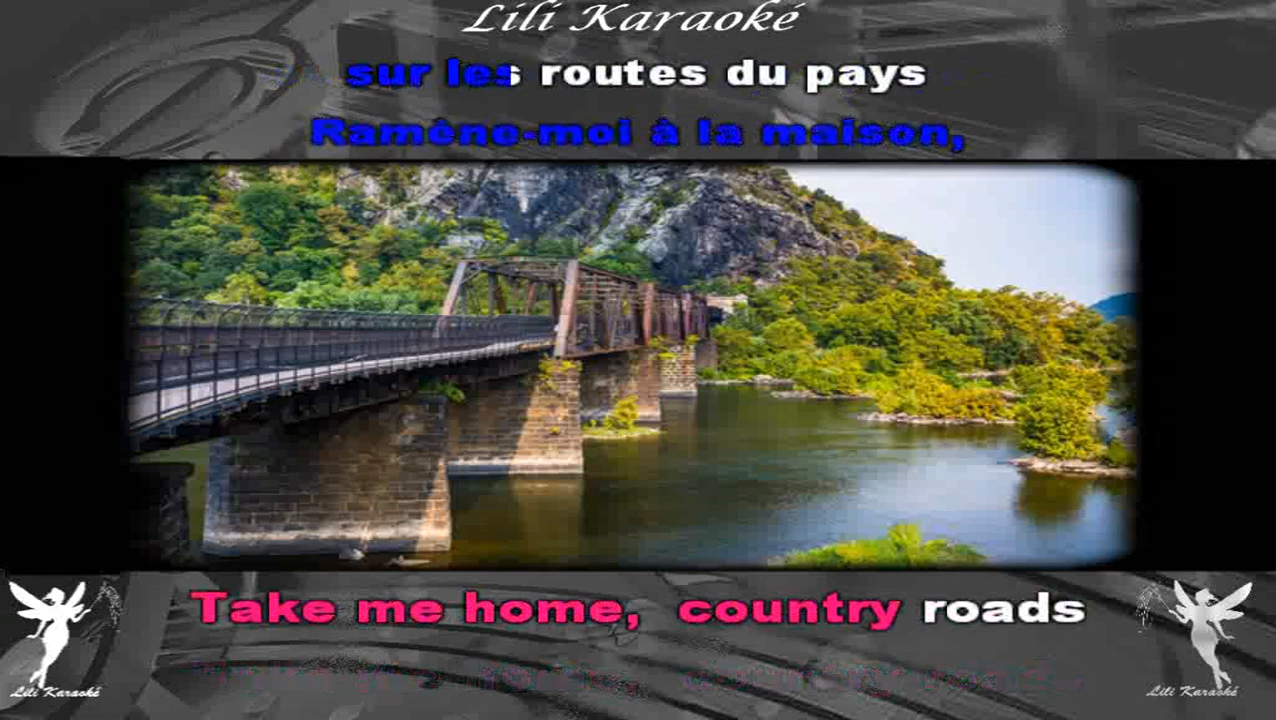 Lili Karaoké
sur les routes du pays
Ramène-moi à la maison,
Take me home, country roads
Lili Karaoké
Lili Karaoké